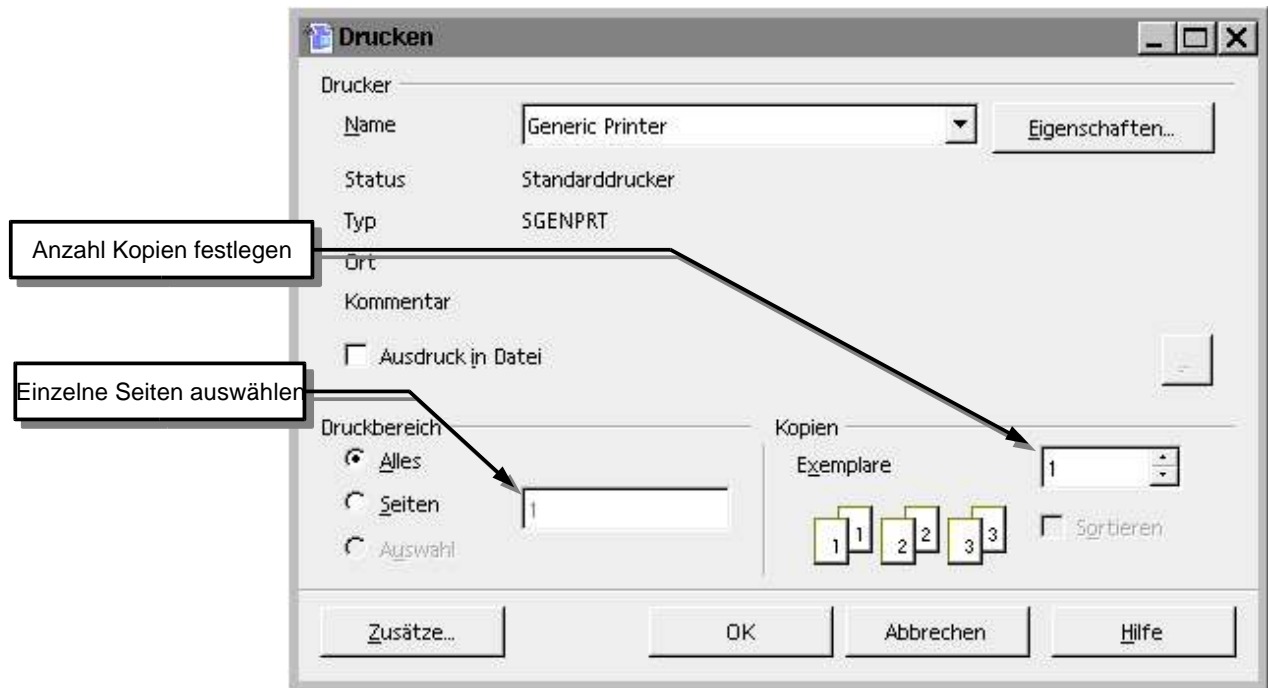 Drucken
Drucker
Name Generic Printer Eigenschaften...
Status Standarddrucker
Typ SGENPRT
Anzahl Kopien festlegen
Ort
Kommentar
Ausdruck in Datei ...
Einzelne Seiten auswählen
Druckbereich Kopien
Alles Exemplare 1
Seiten 1
1 1 2 2 3 3 Sortieren
Auswahl
Zusätze... OK Abbrechen Hilfe